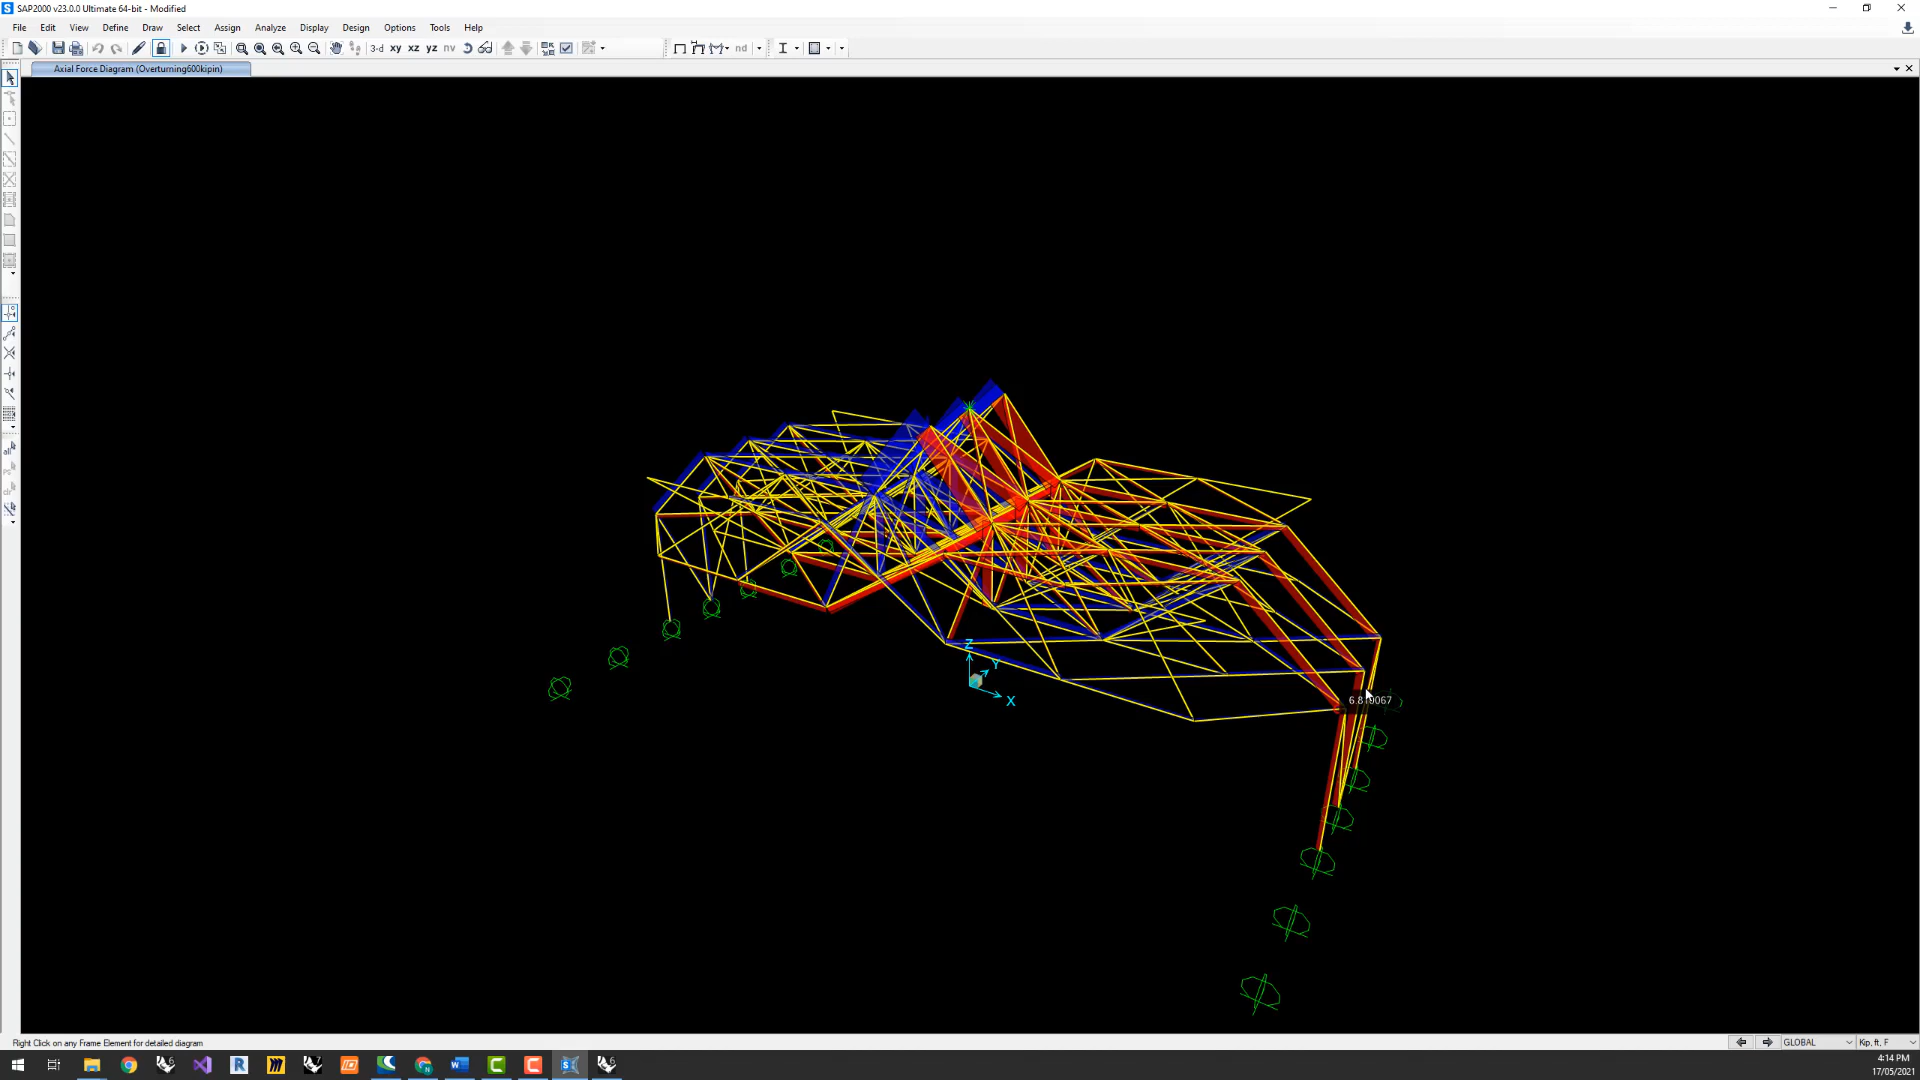 SAP2000 v23.0.0 Ultimate 64-bit - Modified
File Edit View Define Draw Select Assign Analyze Display Design Options Tools Help
3-d xy xz yz nv nd
Axial Force Diagram (Overturning600kipin)
Z
Y
X
Right Click on any Frame Element for detailed diagram
GLOBAL
Kip, ft, F
4:14 PM
17/05/2021